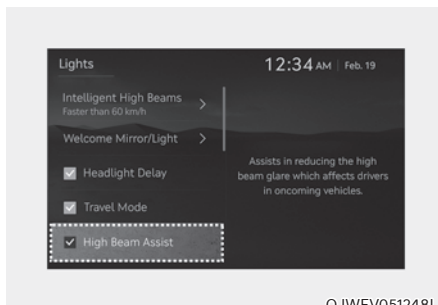 Lights
12:34 AM Feb. 19
Intelligent High Beams
Faster than 60 km/h
Welcome Mirror/Light
Headlight Delay
Travel Mode
High Beam Assist
Assists in reducing the high
beam glare which affects drivers
in oncoming vehicles.